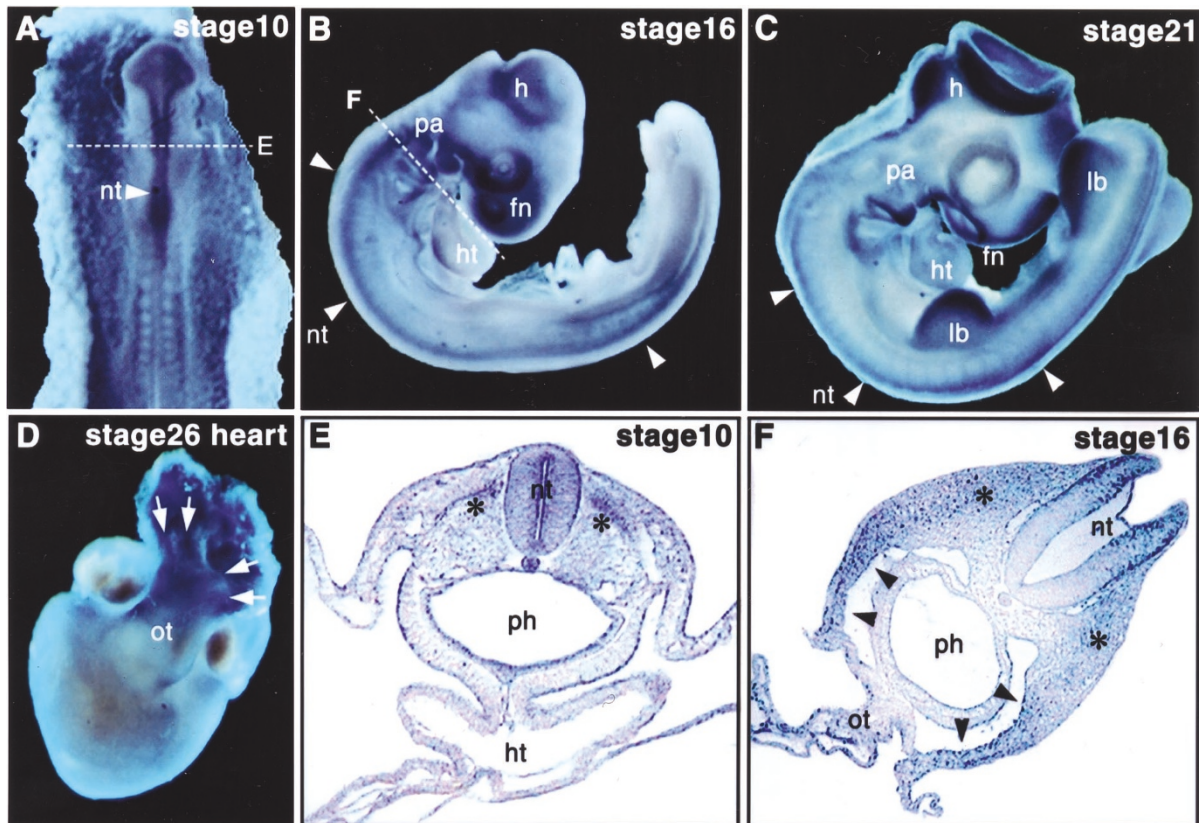 A stage10
E
nt
B stage16
F
h
pa
fn
ht
nt
C stage21
h
pa
lb
fn
ht
lb
nt
D stage26 heart
ot
E stage10
* nt *
ph
ht
F stage16
*
nt
ph
*
ot